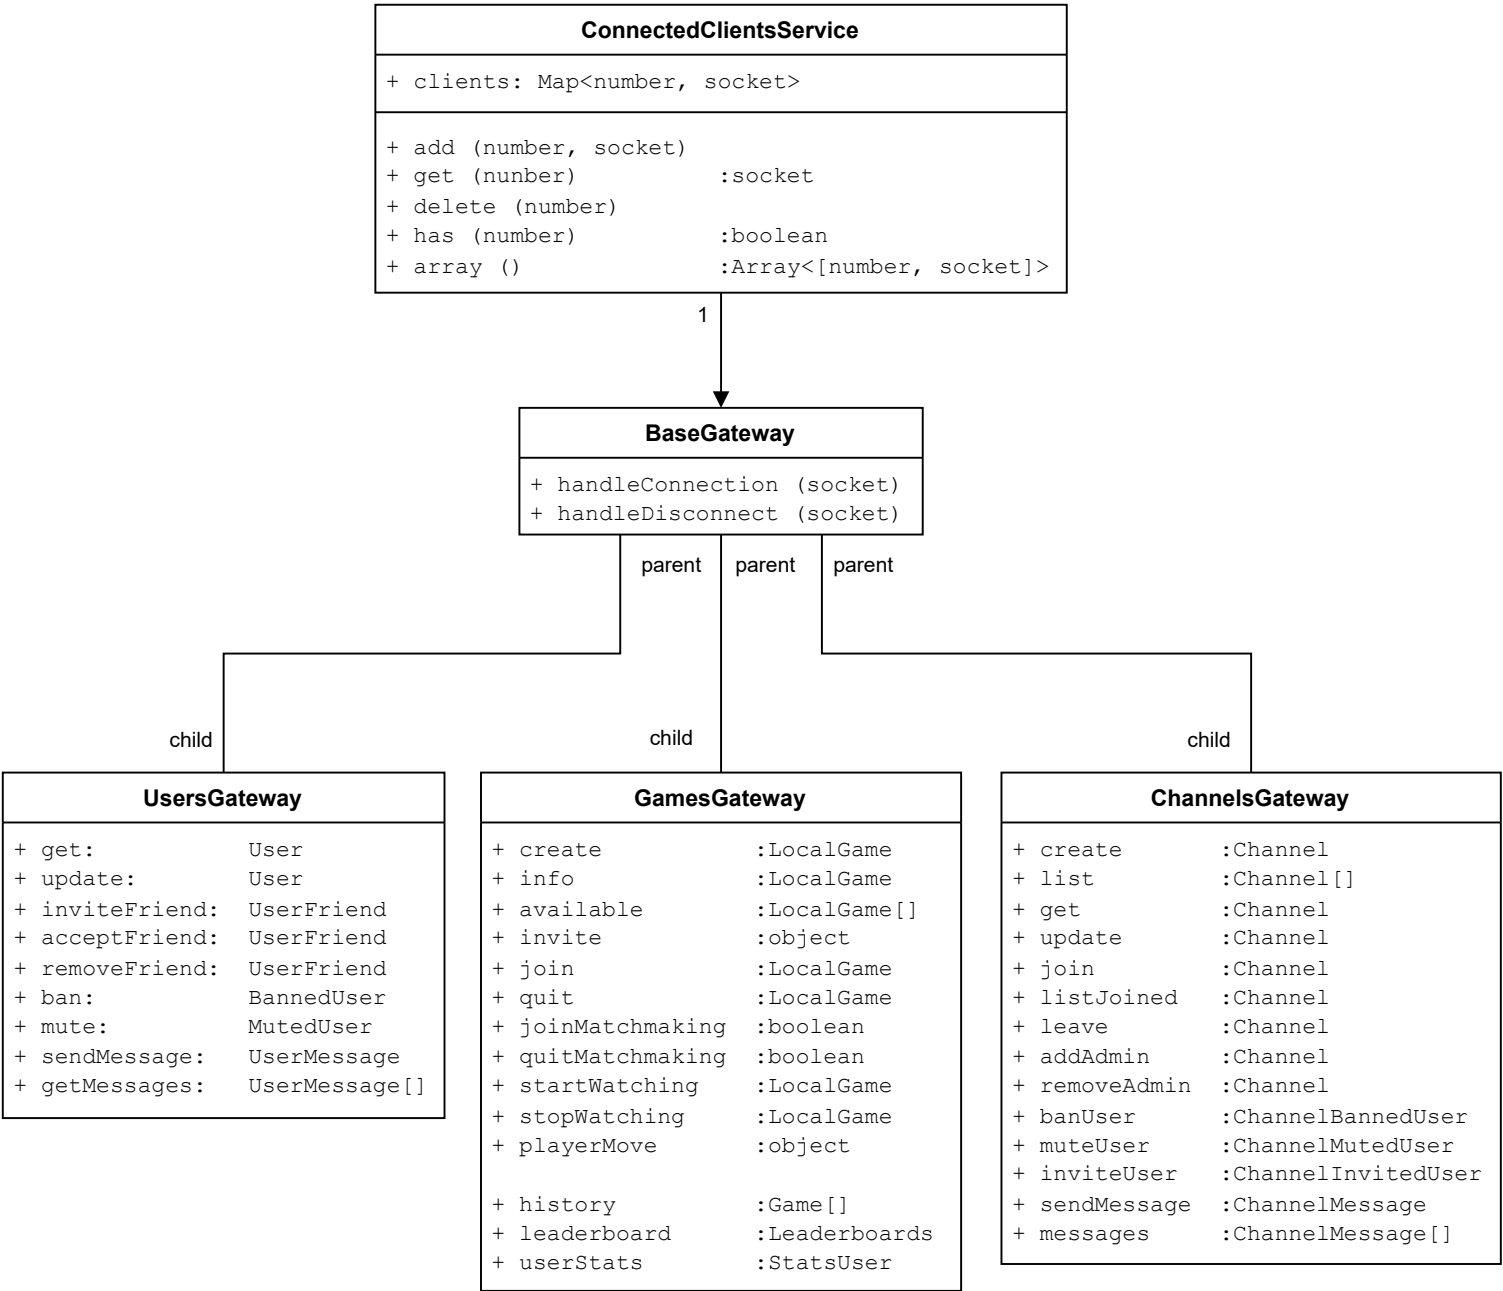 ConnectedClientsService
+ clients: Map<number, socket>
+ add (number, socket)
+ get (nunber) :socket
+ delete (number)
+ has (number) :boolean
+ array () :Array<[number, socket]>
1
BaseGateway
+ handleConnection (socket)
+ handleDisconnect (socket)
parent parent parent
child child child
UsersGateway
+ get: User
+ update: User
+ inviteFriend: UserFriend
+ acceptFriend: UserFriend
+ removeFriend: UserFriend
+ ban: BannedUser
+ mute: MutedUser
+ sendMessage: UserMessage
+ getMessages: UserMessage[]
GamesGateway
+ create :LocalGame
+ info :LocalGame
+ available :LocalGame[]
+ invite :object
+ join :LocalGame
+ quit :LocalGame
+ joinMatchmaking :boolean
+ quitMatchmaking :boolean
+ startWatching :LocalGame
+ stopWatching :LocalGame
+ playerMove :object
+ history :Game[]
+ leaderboard :Leaderboards
+ userStats :StatsUser
ChannelsGateway
+ create :Channel
+ list :Channel[]
+ get :Channel
+ update :Channel
+ join :Channel
+ listJoined :Channel
+ leave :Channel
+ addAdmin :Channel
+ removeAdmin :Channel
+ banUser :ChannelBannedUser
+ muteUser :ChannelMutedUser
+ inviteUser :ChannelInvitedUser
+ sendMessage :ChannelMessage
+ messages :ChannelMessage[]